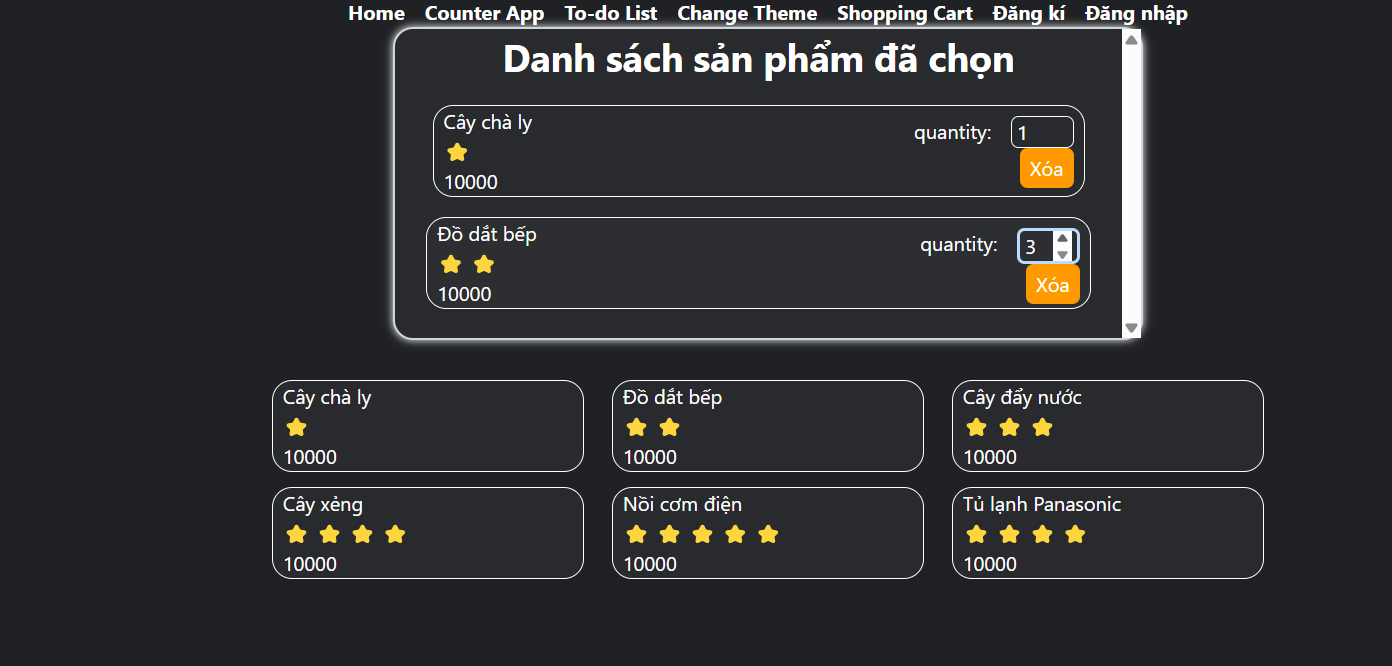 Home Counter App To-do List Change Theme Shopping Cart Đăng kí Đăng nhập
Danh sách sản phẩm đã chọn
Cây chà ly
quantity: 1
10000
Xóa
Đồ dắt bếp
quantity: 3
10000
Xóa
Cây chà ly
10000
Đồ dắt bếp
10000
Cây đẩy nước
10000
Cây xẻng
10000
Nồi cơm điện
10000
Tủ lạnh Panasonic
10000